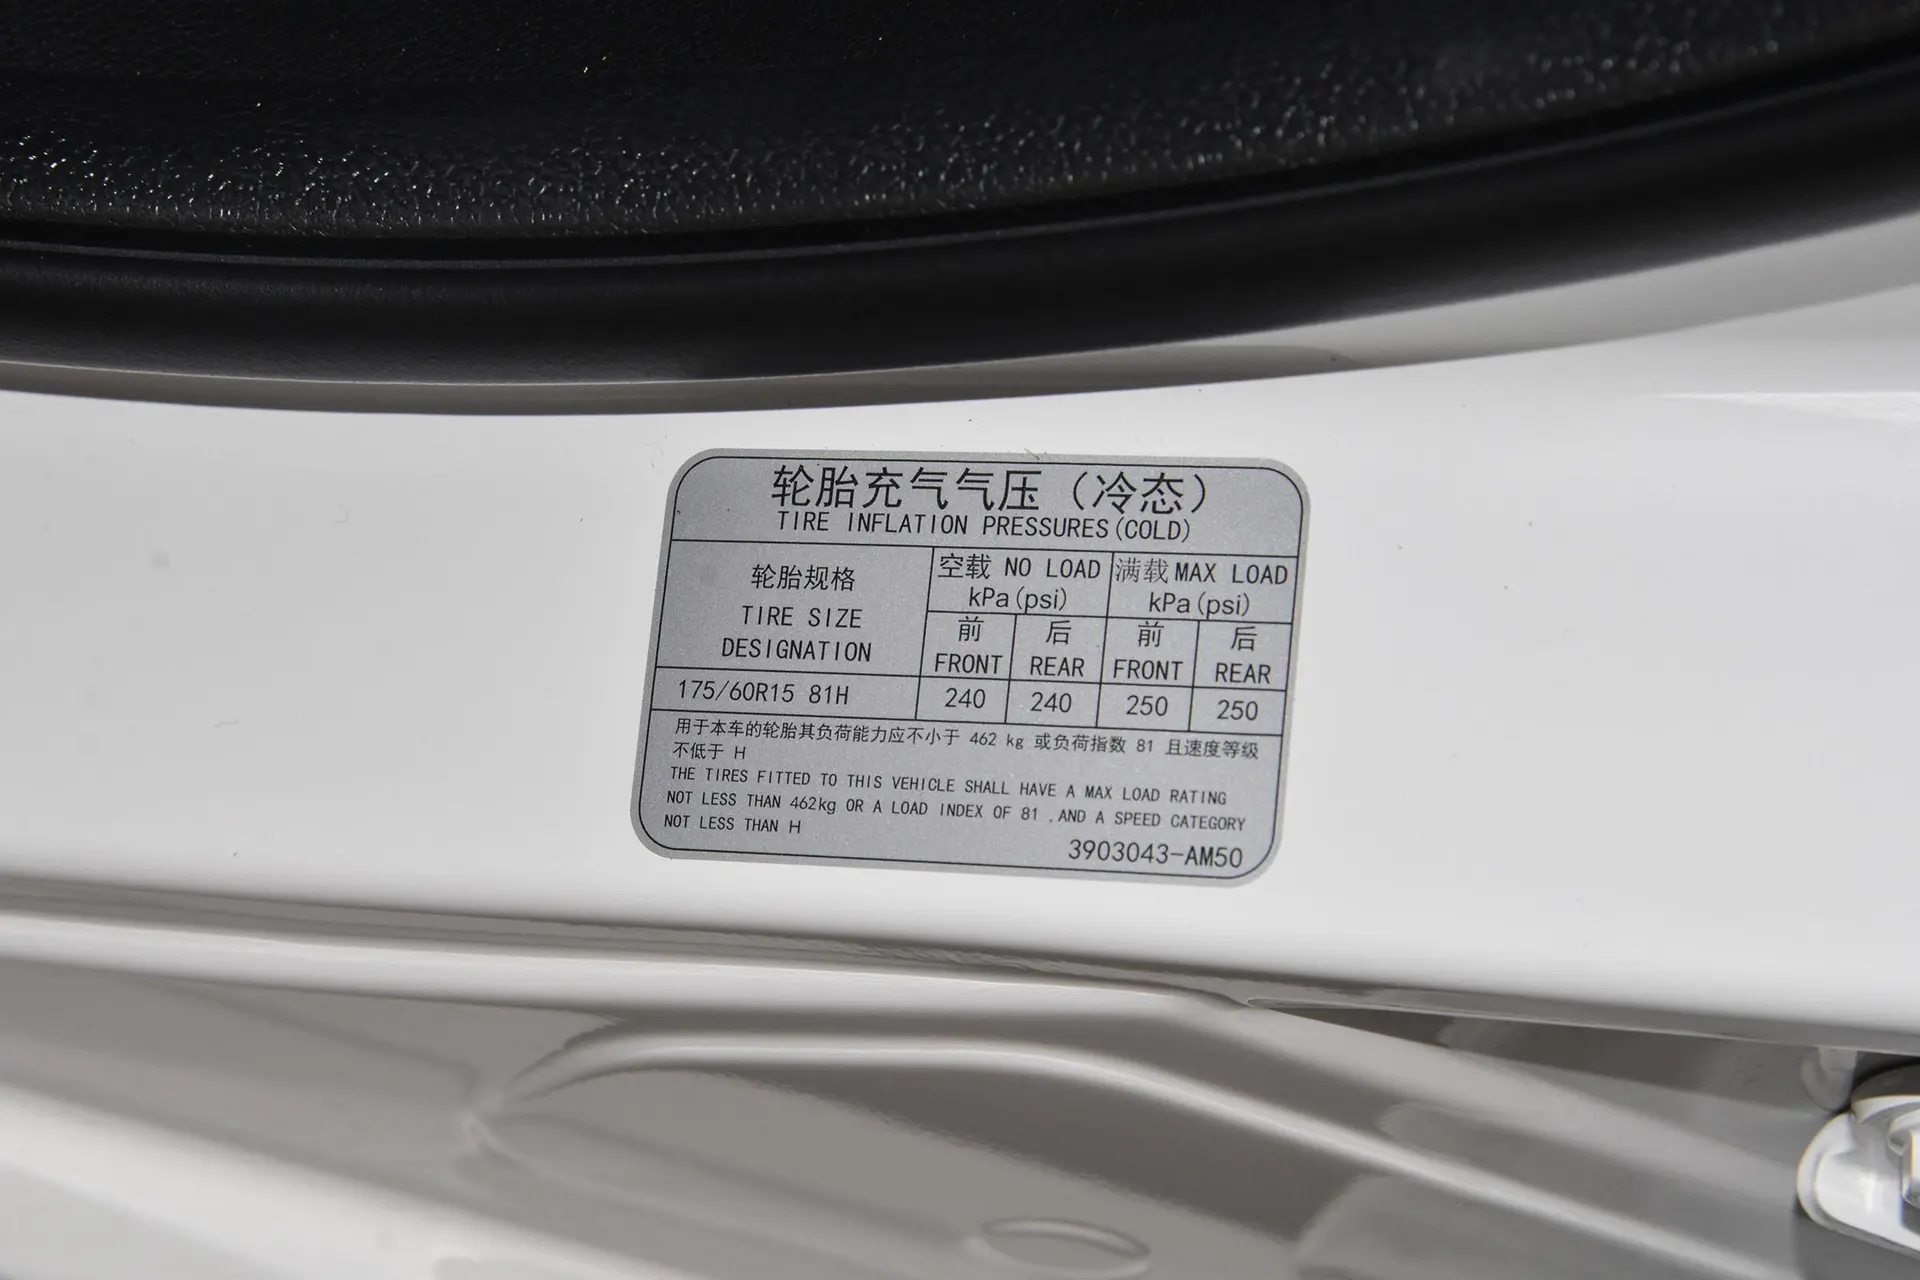 轮胎充气气压（冷态）
TIRE INFLATION PRESSURES(COLD)
轮胎规格
TIRE SIZE
DESIGNATION
空载 NO LOAD
kPa(psi)
满载 MAX LOAD
kPa(psi)
前
FRONT
后
REAR
前
FRONT
后
REAR
175/60R15 81H
240
240
250
250
用于本车的轮胎其负荷能力应不小于 462 kg 或负荷指数 81 且速度等级
不低于 H
THE TIRES FITTED TO THIS VEHICLE SHALL HAVE A MAX LOAD RATING
NOT LESS THAN 462kg OR A LOAD INDEX OF 81 ,AND A SPEED CATEGORY
NOT LESS THAN H
3903043-AM50